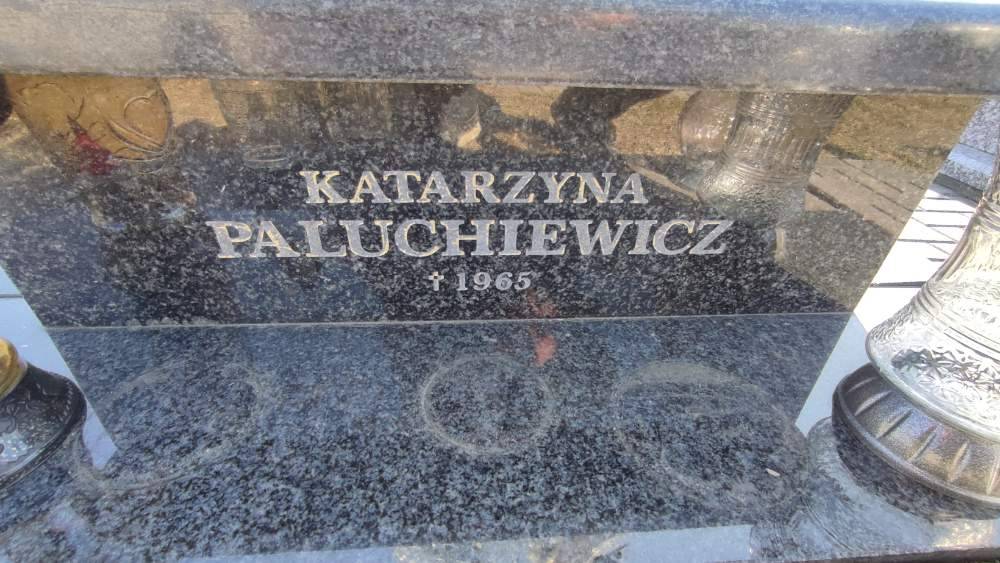 KATARZYNA
PALUCHIEWICZ
✝ 1965